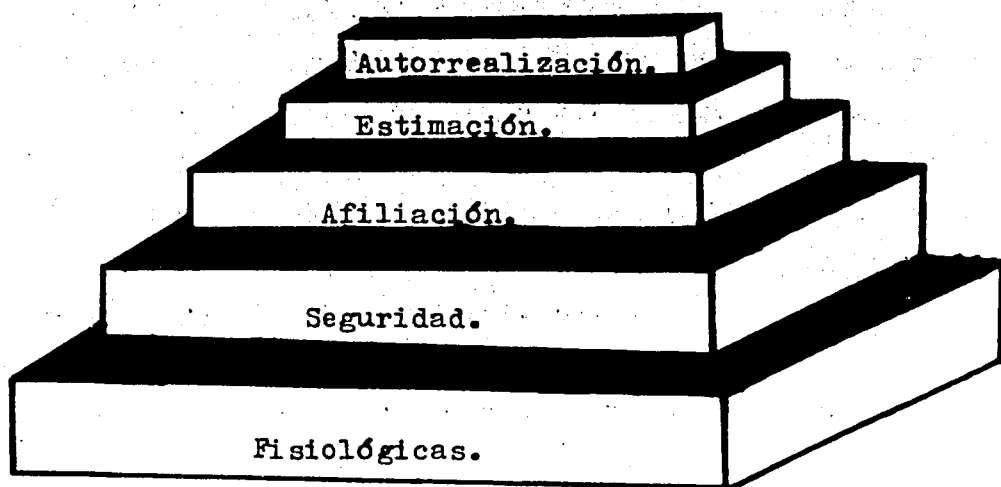 Autorrealización.
Estimación.
Afiliación.
Seguridad.
Fisiológicas.